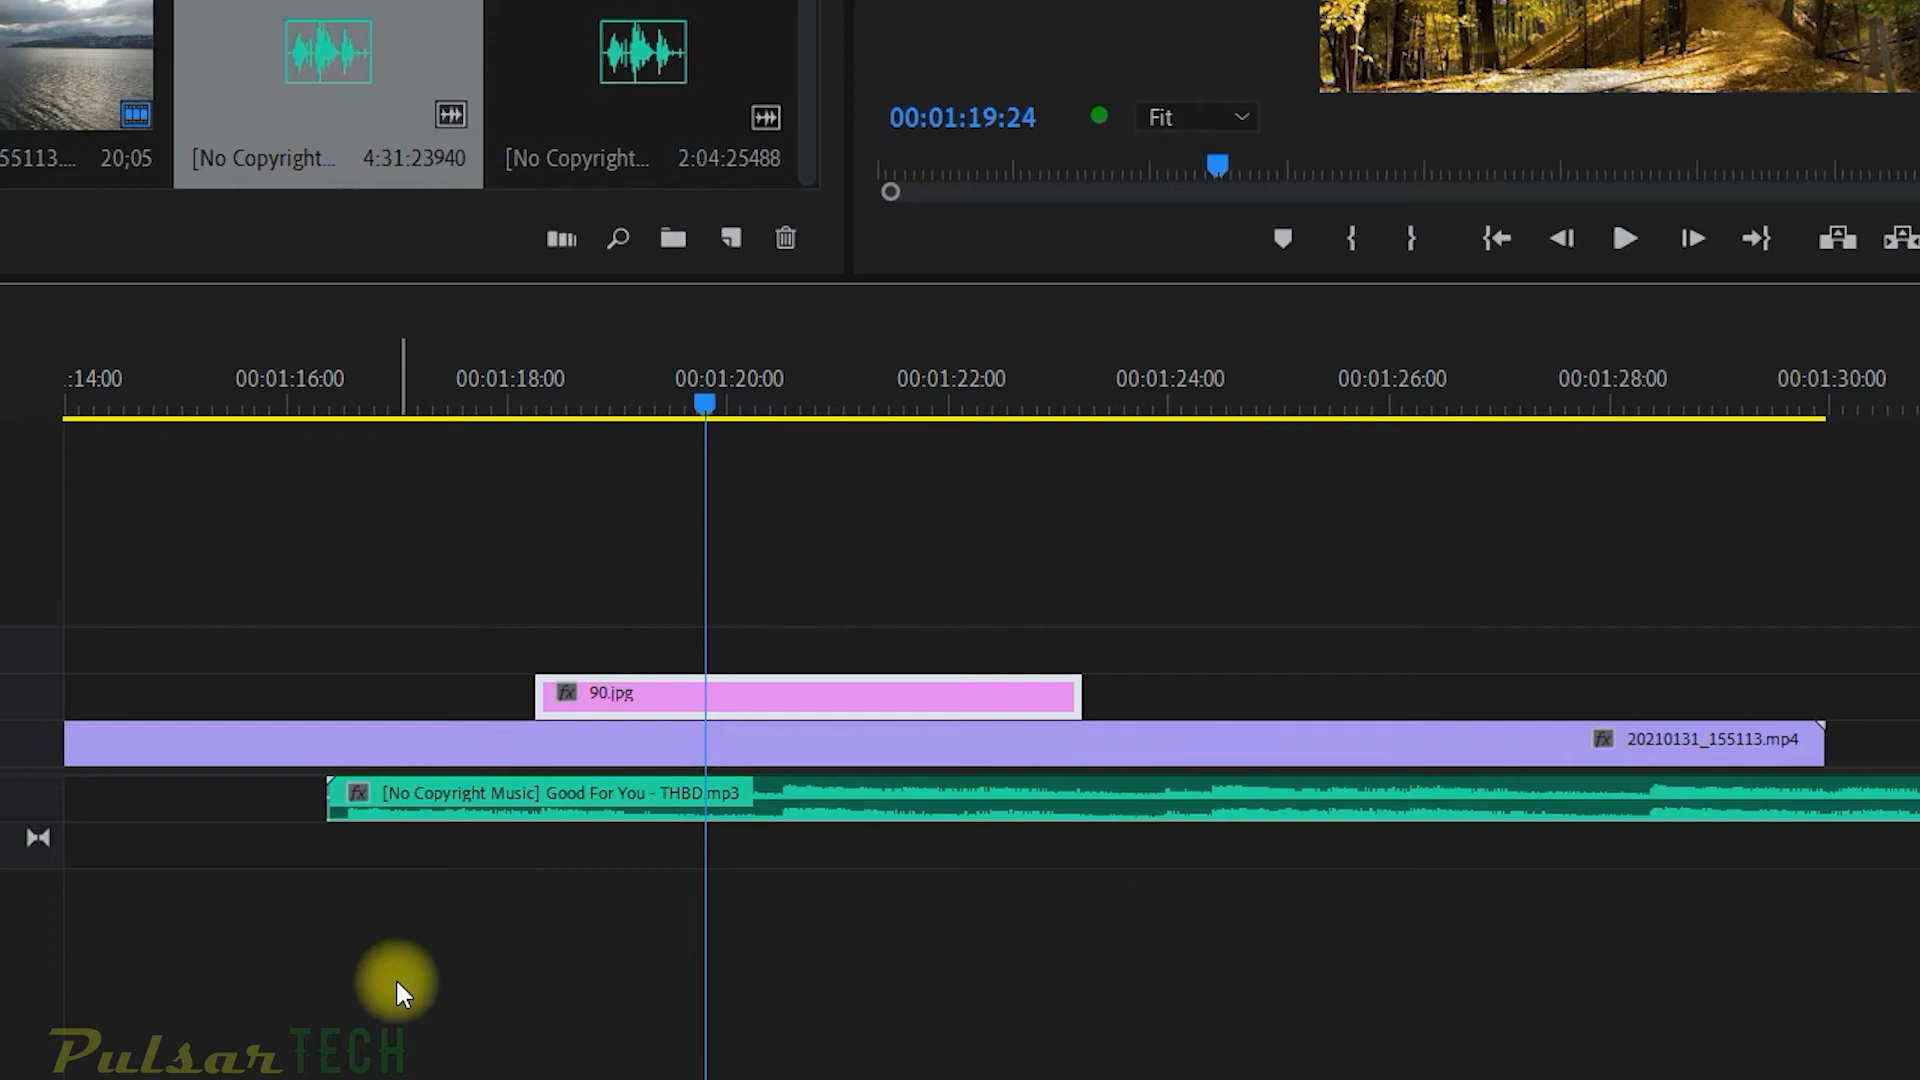 55113.... 20;05
[No Copyright... 4:31:23940
[No Copyright... 2:04:25488
00:01:19:24
Fit
:14:00 00:01:16:00 00:01:18:00 00:01:20:00 00:01:22:00 00:01:24:00 00:01:26:00 00:01:28:00 00:01:30:00
fx 90.jpg
fx 20210131_155113.mp4
fx [No Copyright Music] Good For You - THBD.mp3
PulsarTECH